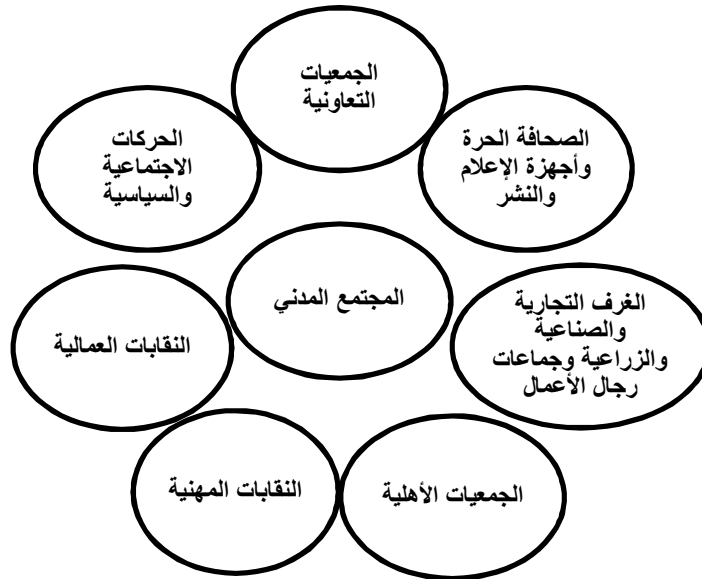 الجمعيات
التعاونية
الصحافة الحرة
وأجهزة الإعلام
والنشر
الحركات
الاجتماعية
والسياسية
المجتمع المدني
الغرف التجارية
والصناعية
والزراعية وجماعات
رجال الأعمال
النقابات العمالية
الجمعيات الأهلية
النقابات المهنية